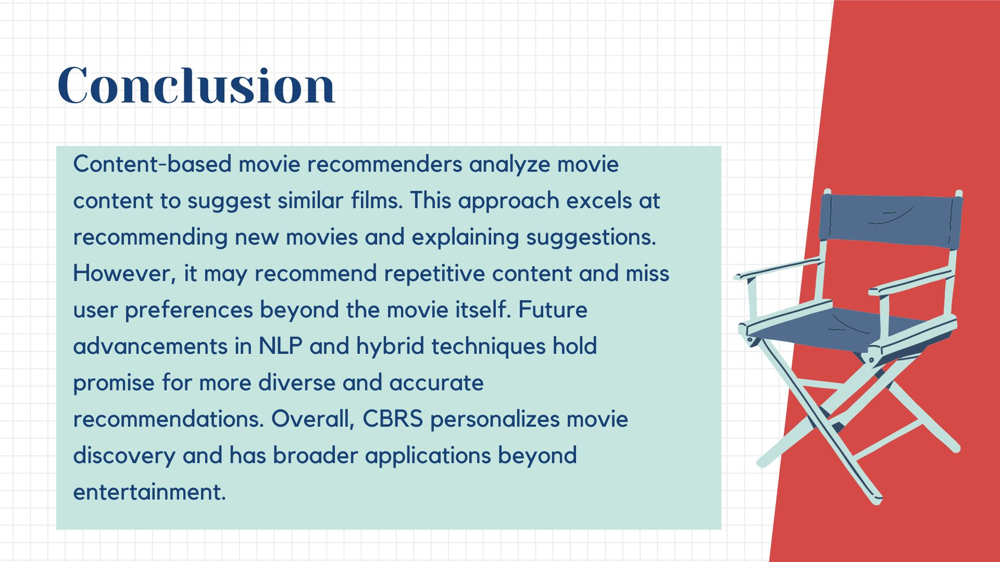 Conclusion
Content-based movie recommenders analyze movie
content to suggest similar films. This approach excels at
recommending new movies and explaining suggestions.
However, it may recommend repetitive content and miss
user preferences beyond the movie itself. Future
advancements in NLP and hybrid techniques hold
promise for more diverse and accurate
recommendations. Overall, CBRS personalizes movie
discovery and has broader applications beyond
entertainment.